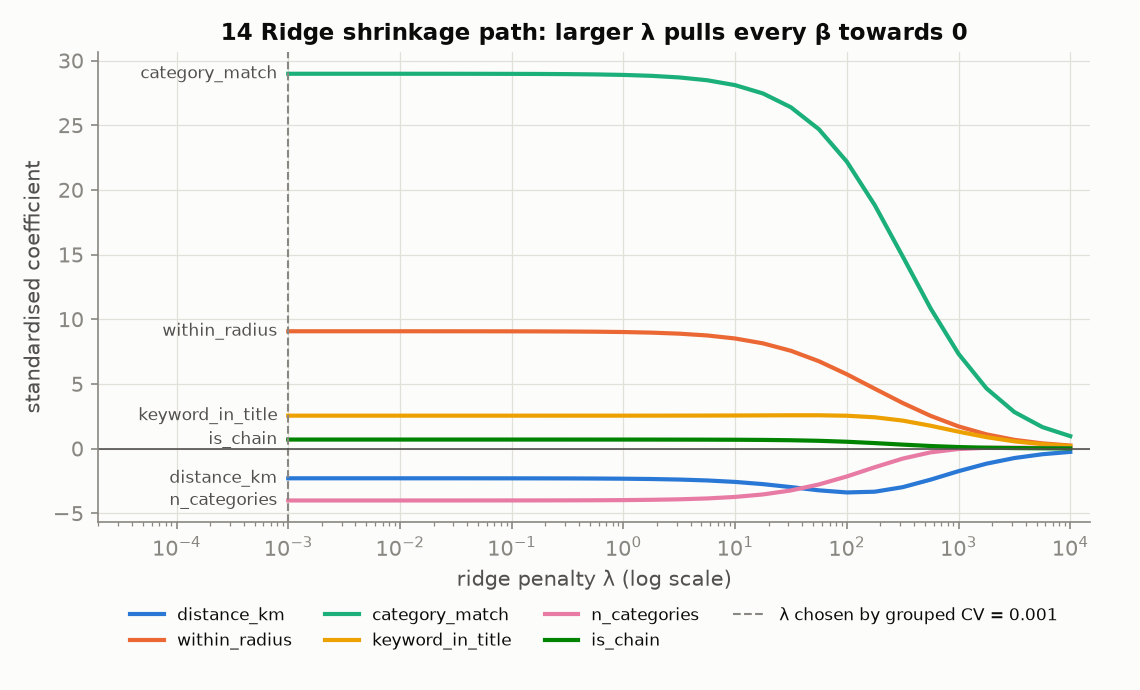 14 Ridge shrinkage path: larger λ pulls every β towards 0
standardised coefficient
30
25
20
15
10
5
0
−5
category_match
within_radius
keyword_in_title
is_chain
distance_km
n_categories
10⁻⁴
10⁻³
10⁻²
10⁻¹
10⁰
10¹
10²
10³
10⁴
ridge penalty λ (log scale)
distance_km
within_radius
category_match
keyword_in_title
n_categories
is_chain
λ chosen by grouped CV = 0.001